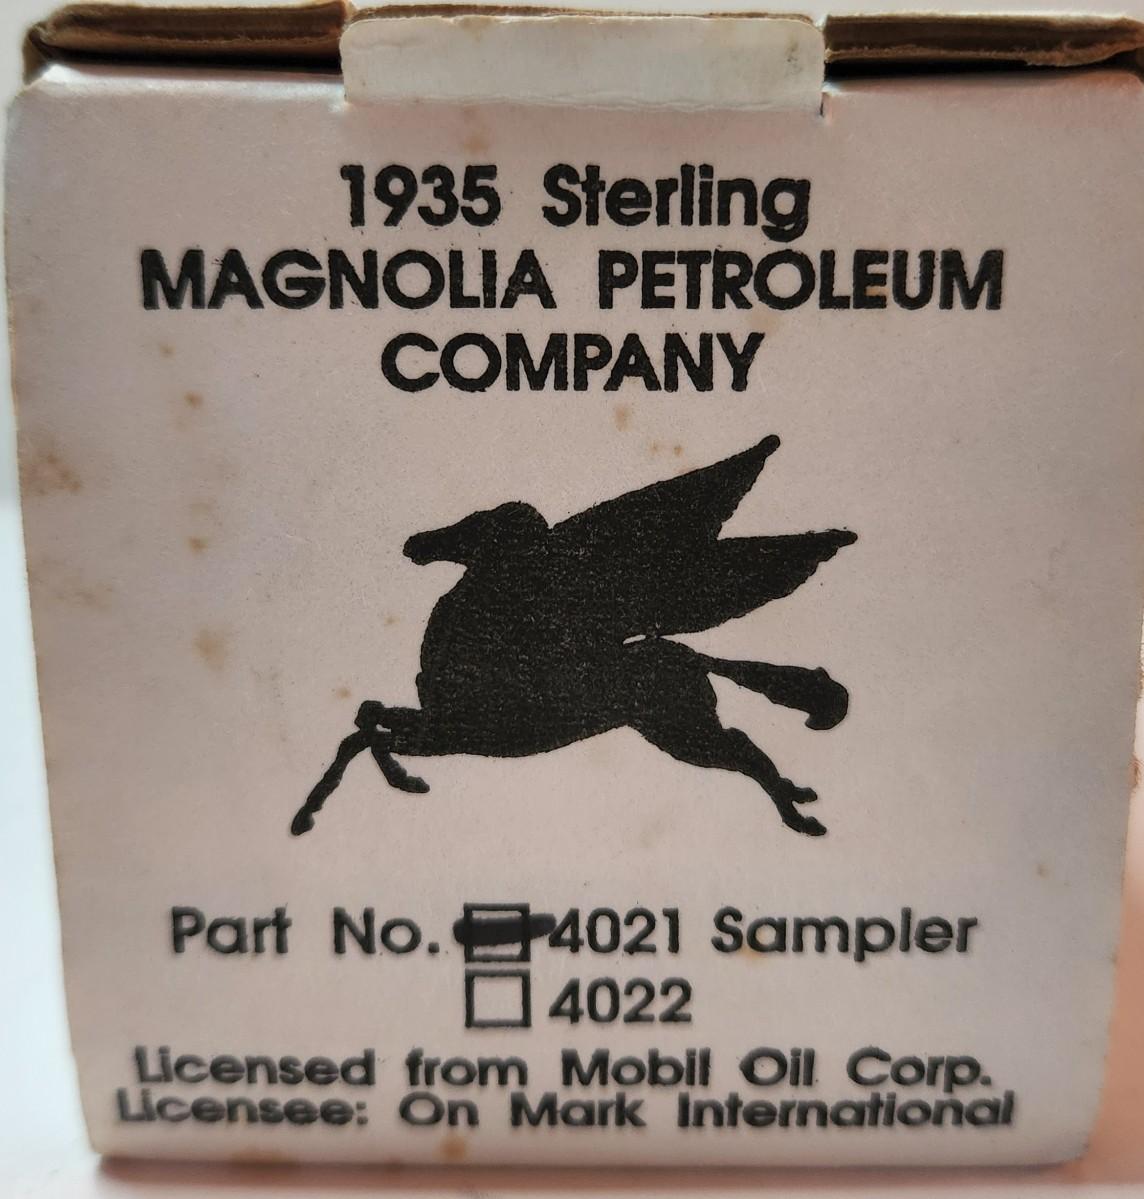 1935 Sterling
MAGNOLIA PETROLEUM
COMPANY
Part No. 4021 Sampler
4022
Licensed from Mobil Oil Corp.
Licensee: On Mark International